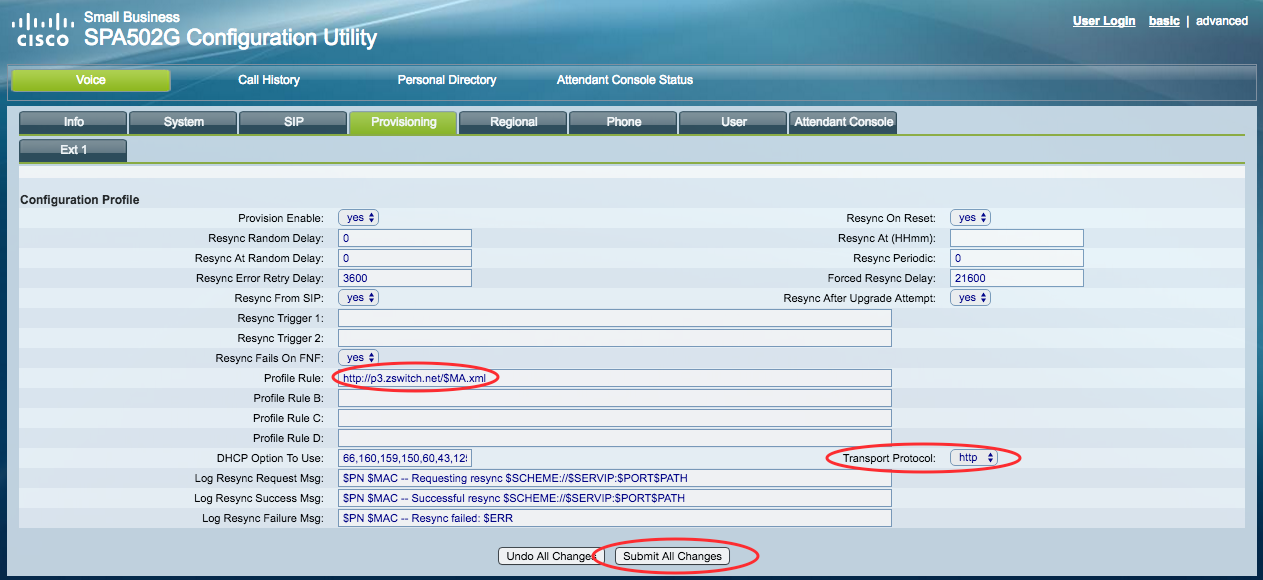 Small Business
CISCO SPA502G Configuration Utility
User Login basic | advanced
Voice Call History Personal Directory Attendant Console Status
Info System SIP Provisioning Regional Phone User Attendant Console
Ext 1
Configuration Profile
Provision Enable: yes Resync On Reset: yes
Resync Random Delay: 0 Resync At (HHmm):
Resync At Random Delay: 0 Resync Periodic: 0
Resync Error Retry Delay: 3600 Forced Resync Delay: 21600
Resync From SIP: yes Resync After Upgrade Attempt: yes
Resync Trigger 1:
Resync Trigger 2:
Resync Fails On FNF: yes
Profile Rule: http://p3.zswitch.net/$MA.xml
Profile Rule B:
Profile Rule C:
Profile Rule D:
DHCP Option To Use: 66,160,159,150,60,43,125 Transport Protocol: http
Log Resync Request Msg: $PN $MAC -- Requesting resync $SCHEME://$SERVIP:$PORT$PATH
Log Resync Success Msg: $PN $MAC -- Successful resync $SCHEME://$SERVIP:$PORT$PATH
Log Resync Failure Msg: $PN $MAC -- Resync failed: $ERR
Undo All Changes Submit All Changes